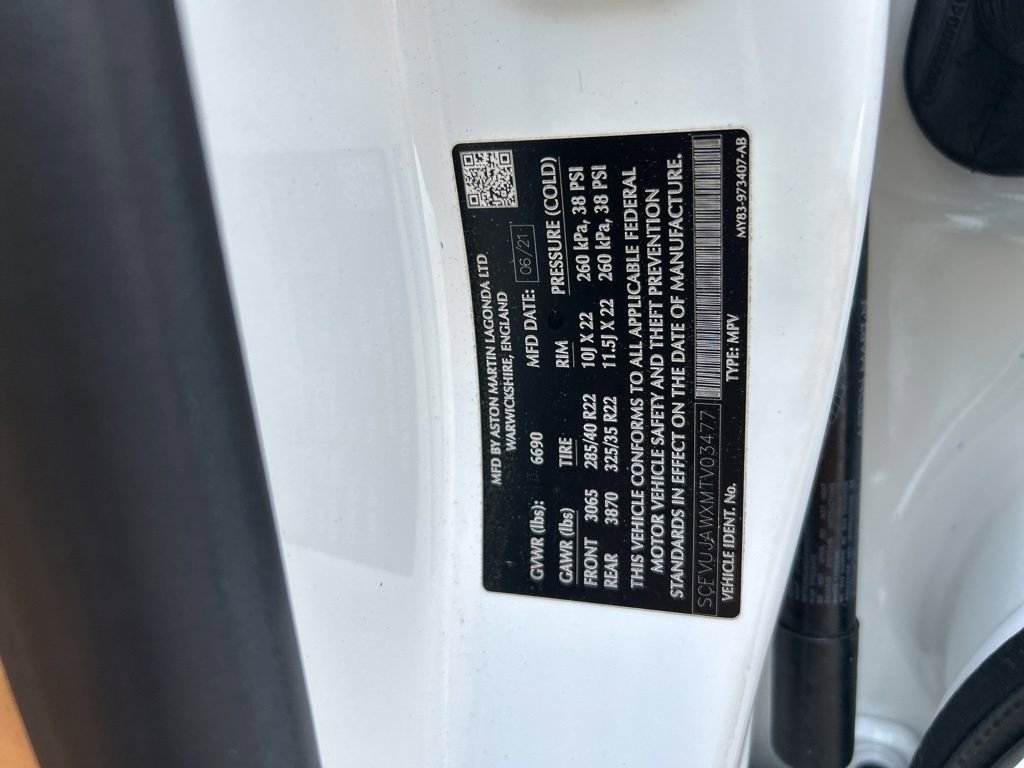 MFD BY ASTON MARTIN LAGONDA LTD
WARWICKSHIRE, ENGLAND
GVWR (lbs): 6690 MFD DATE: 06/21
GAWR (lbs) TIRE RIM PRESSURE (COLD)
FRONT 3065 285/40 R22 10J X 22 260 kPa, 38 PSI
REAR 3870 325/35 R22 11.5J X 22 260 kPa, 38 PSI
THIS VEHICLE CONFORMS TO ALL APPLICABLE FEDERAL
MOTOR VEHICLE SAFETY AND THEFT PREVENTION
STANDARDS IN EFFECT ON THE DATE OF MANUFACTURE.
SCFVUJAWXMTV03477
VEHICLE IDENT. No. TYPE: MPV MY83-973407-AB